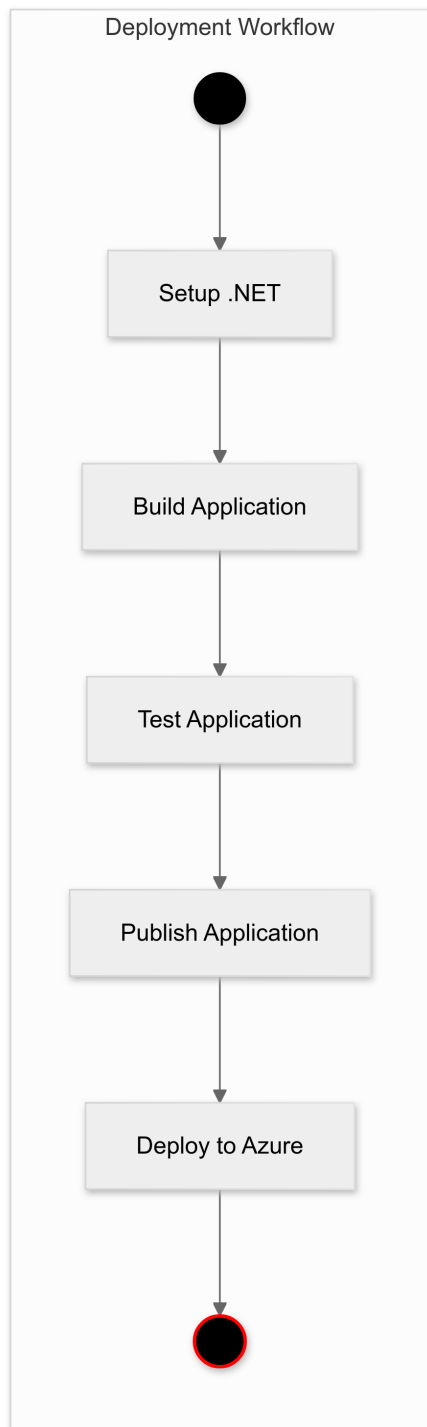 Deployment Workflow
Setup .NET
Build Application
Test Application
Publish Application
Deploy to Azure